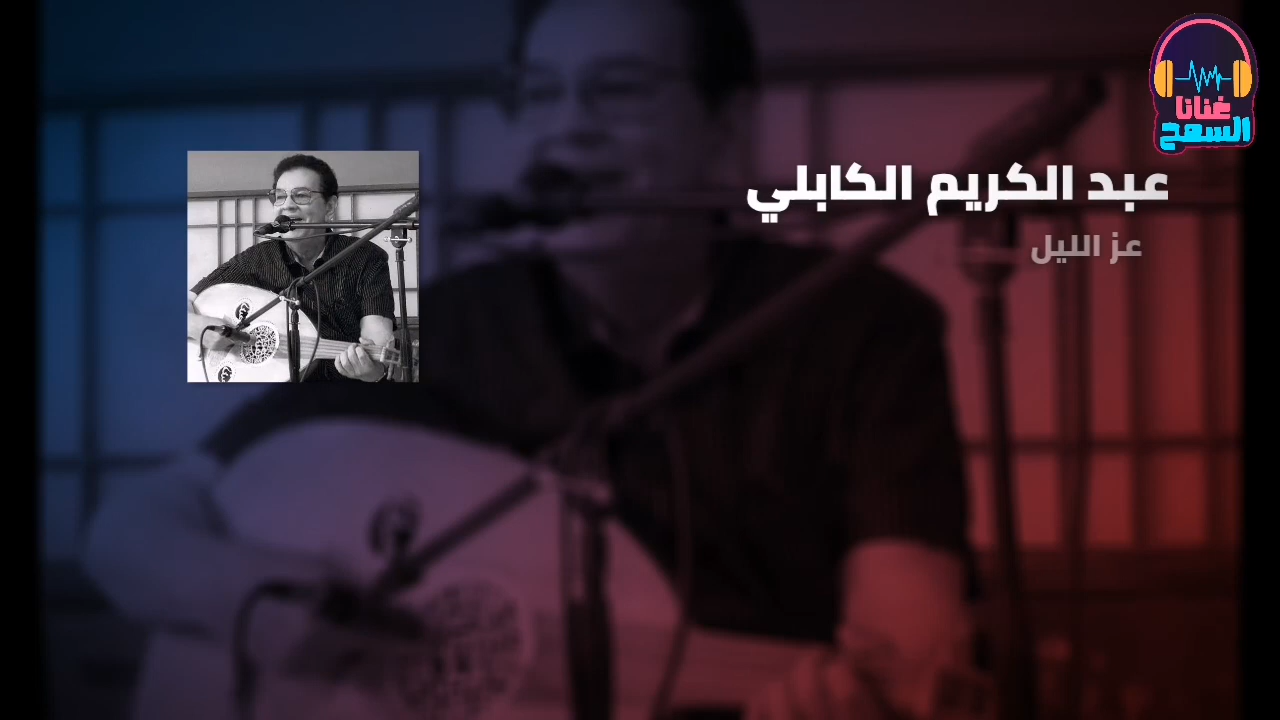 غنانا
السمح
عبد الكريم الكابلي
عز الليل